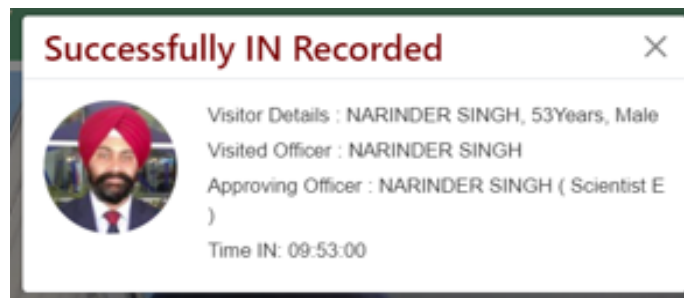 Successfully IN Recorded
Visitor Details : NARINDER SINGH, 53Years, Male
Visited Officer : NARINDER SINGH
Approving Officer : NARINDER SINGH ( Scientist E
)
Time IN: 09:53:00